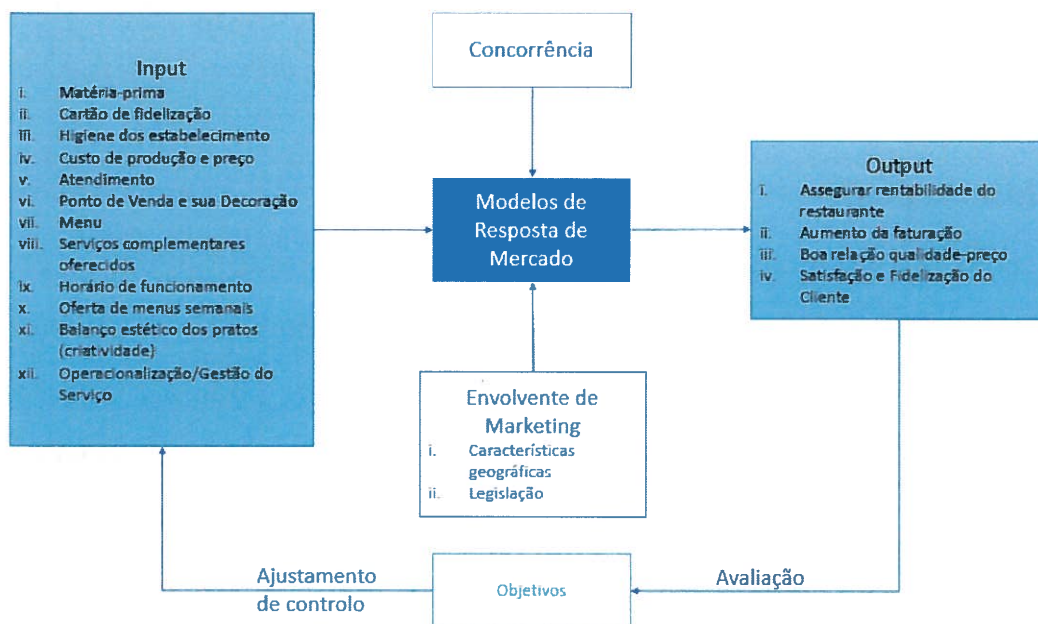 Input
i. Matéria-prima
ii. Cartão de fidelização
iii. Higiene dos estabelecimento
iv. Custo de produção e preço
v. Atendimento
vi. Ponto de Venda e sua Decoração
vii. Menu
viii. Serviços complementares
oferecidos
ix. Horário de funcionamento
x. Oferta de menus semanais
xi. Balanço estético dos pratos
(criatividade)
xii. Operacionalização/Gestão do
Serviço
Concorrência
Modelos de
Resposta de
Mercado
Envolvente de
Marketing
i. Características
geográficas
ii. Legislação
Output
i. Assegurar rentabilidade do
restaurante
ii. Aumento da faturação
iii. Boa relação qualidade-preço
iv. Satisfação e Fidelização do
Cliente
Ajustamento
de controlo
Objetivos
Avaliação